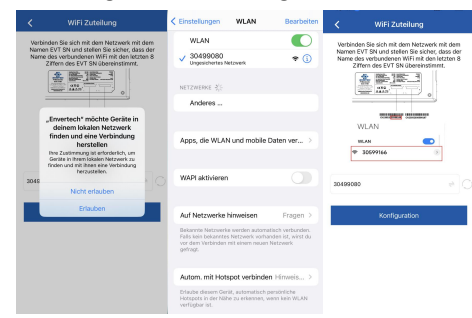 WiFi Zuteilung
Verbinden Sie sich mit dem Netzwerk mit dem
Namen EVT SN und stellen Sie sicher, dass der
Name des verbundenen WiFi mit den letzten 8
Ziffern des EVT SN übereinstimmt.
„Envertech" möchte Geräte in
deinem lokalen Netzwerk
finden und eine Verbindung
herstellen
Ihre Zustimmung ist erforderlich, um
Geräte in Ihrem lokalen Netzwerk zu
finden und mit ihnen eine Verbindung
herzustellen.
Nicht erlauben
Erlauben
Einstellungen
WLAN
Bearbeiten
WLAN
30499080
Ungesichertes Netzwerk
NETZWERKE
Anderes ...
Apps, die WLAN und mobile Daten ver...
WAPI aktivieren
Auf Netzwerke hinweisen Fragen
Bekannte Netzwerke werden automatisch verbunden.
Falls kein bekanntes Netzwerk vorhanden ist, wirst du
vor dem Verbinden mit einem neuen Netzwerk
gefragt.
Autom. mit Hotspot verbinden Hinweis...
Erlaube diesem Gerät, automatisch persönliche
Hotspots in der Nähe zu erkennen, wenn kein WLAN
verfügbar ist.
WiFi Zuteilung
Verbinden Sie sich mit dem Netzwerk mit dem
Namen EVT SN und stellen Sie sicher, dass der
Name des verbundenen WiFi mit den letzten 8
Ziffern des EVT SN übereinstimmt.
WLAN
WLAN
30599166
30499080
Konfiguration